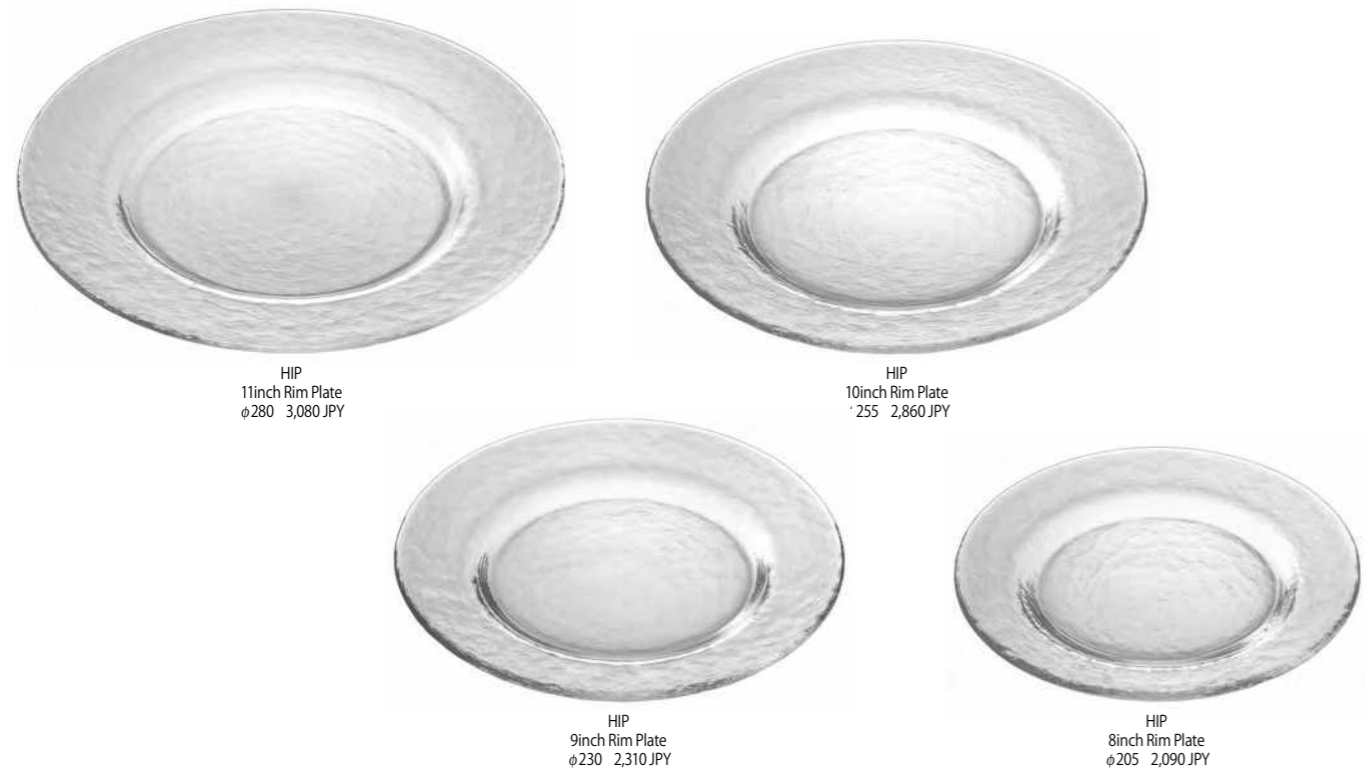 HIP
11inch Rim Plate
φ280 3,080 JPY
HIP
10inch Rim Plate
255 2,860 JPY
HIP
9inch Rim Plate
φ230 2,310 JPY
HIP
8inch Rim Plate
φ205 2,090 JPY